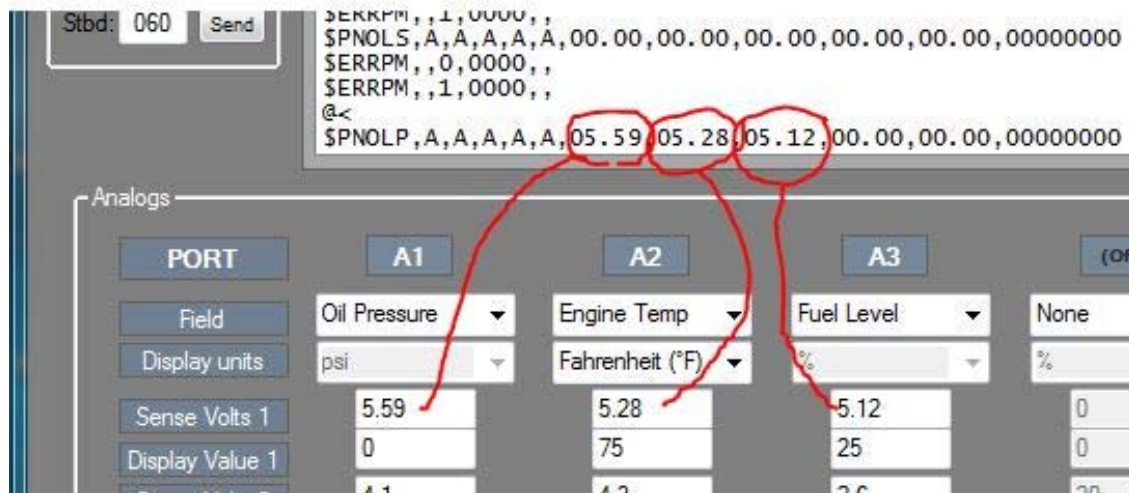 Stbd: 060 Send
$ERRPM,,1,0000,,
$PNOLS,A,A,A,A,A,00.00,00.00,00.00,00.00,00.00,00000000
$ERRPM,,0,0000,,
$ERRPM,,1,0000,,
@<
$PNOLP,A,A,A,A,A,05.59,05.28,05.12,00.00,00.00,00000000
Analogs
PORT A1 A2 A3
Field Oil Pressure Engine Temp Fuel Level None
Display units psi Fahrenheit (°F) % %
Sense Volts 1 5.59 5.28 5.12 0
Display Value 1 0 75 25 0